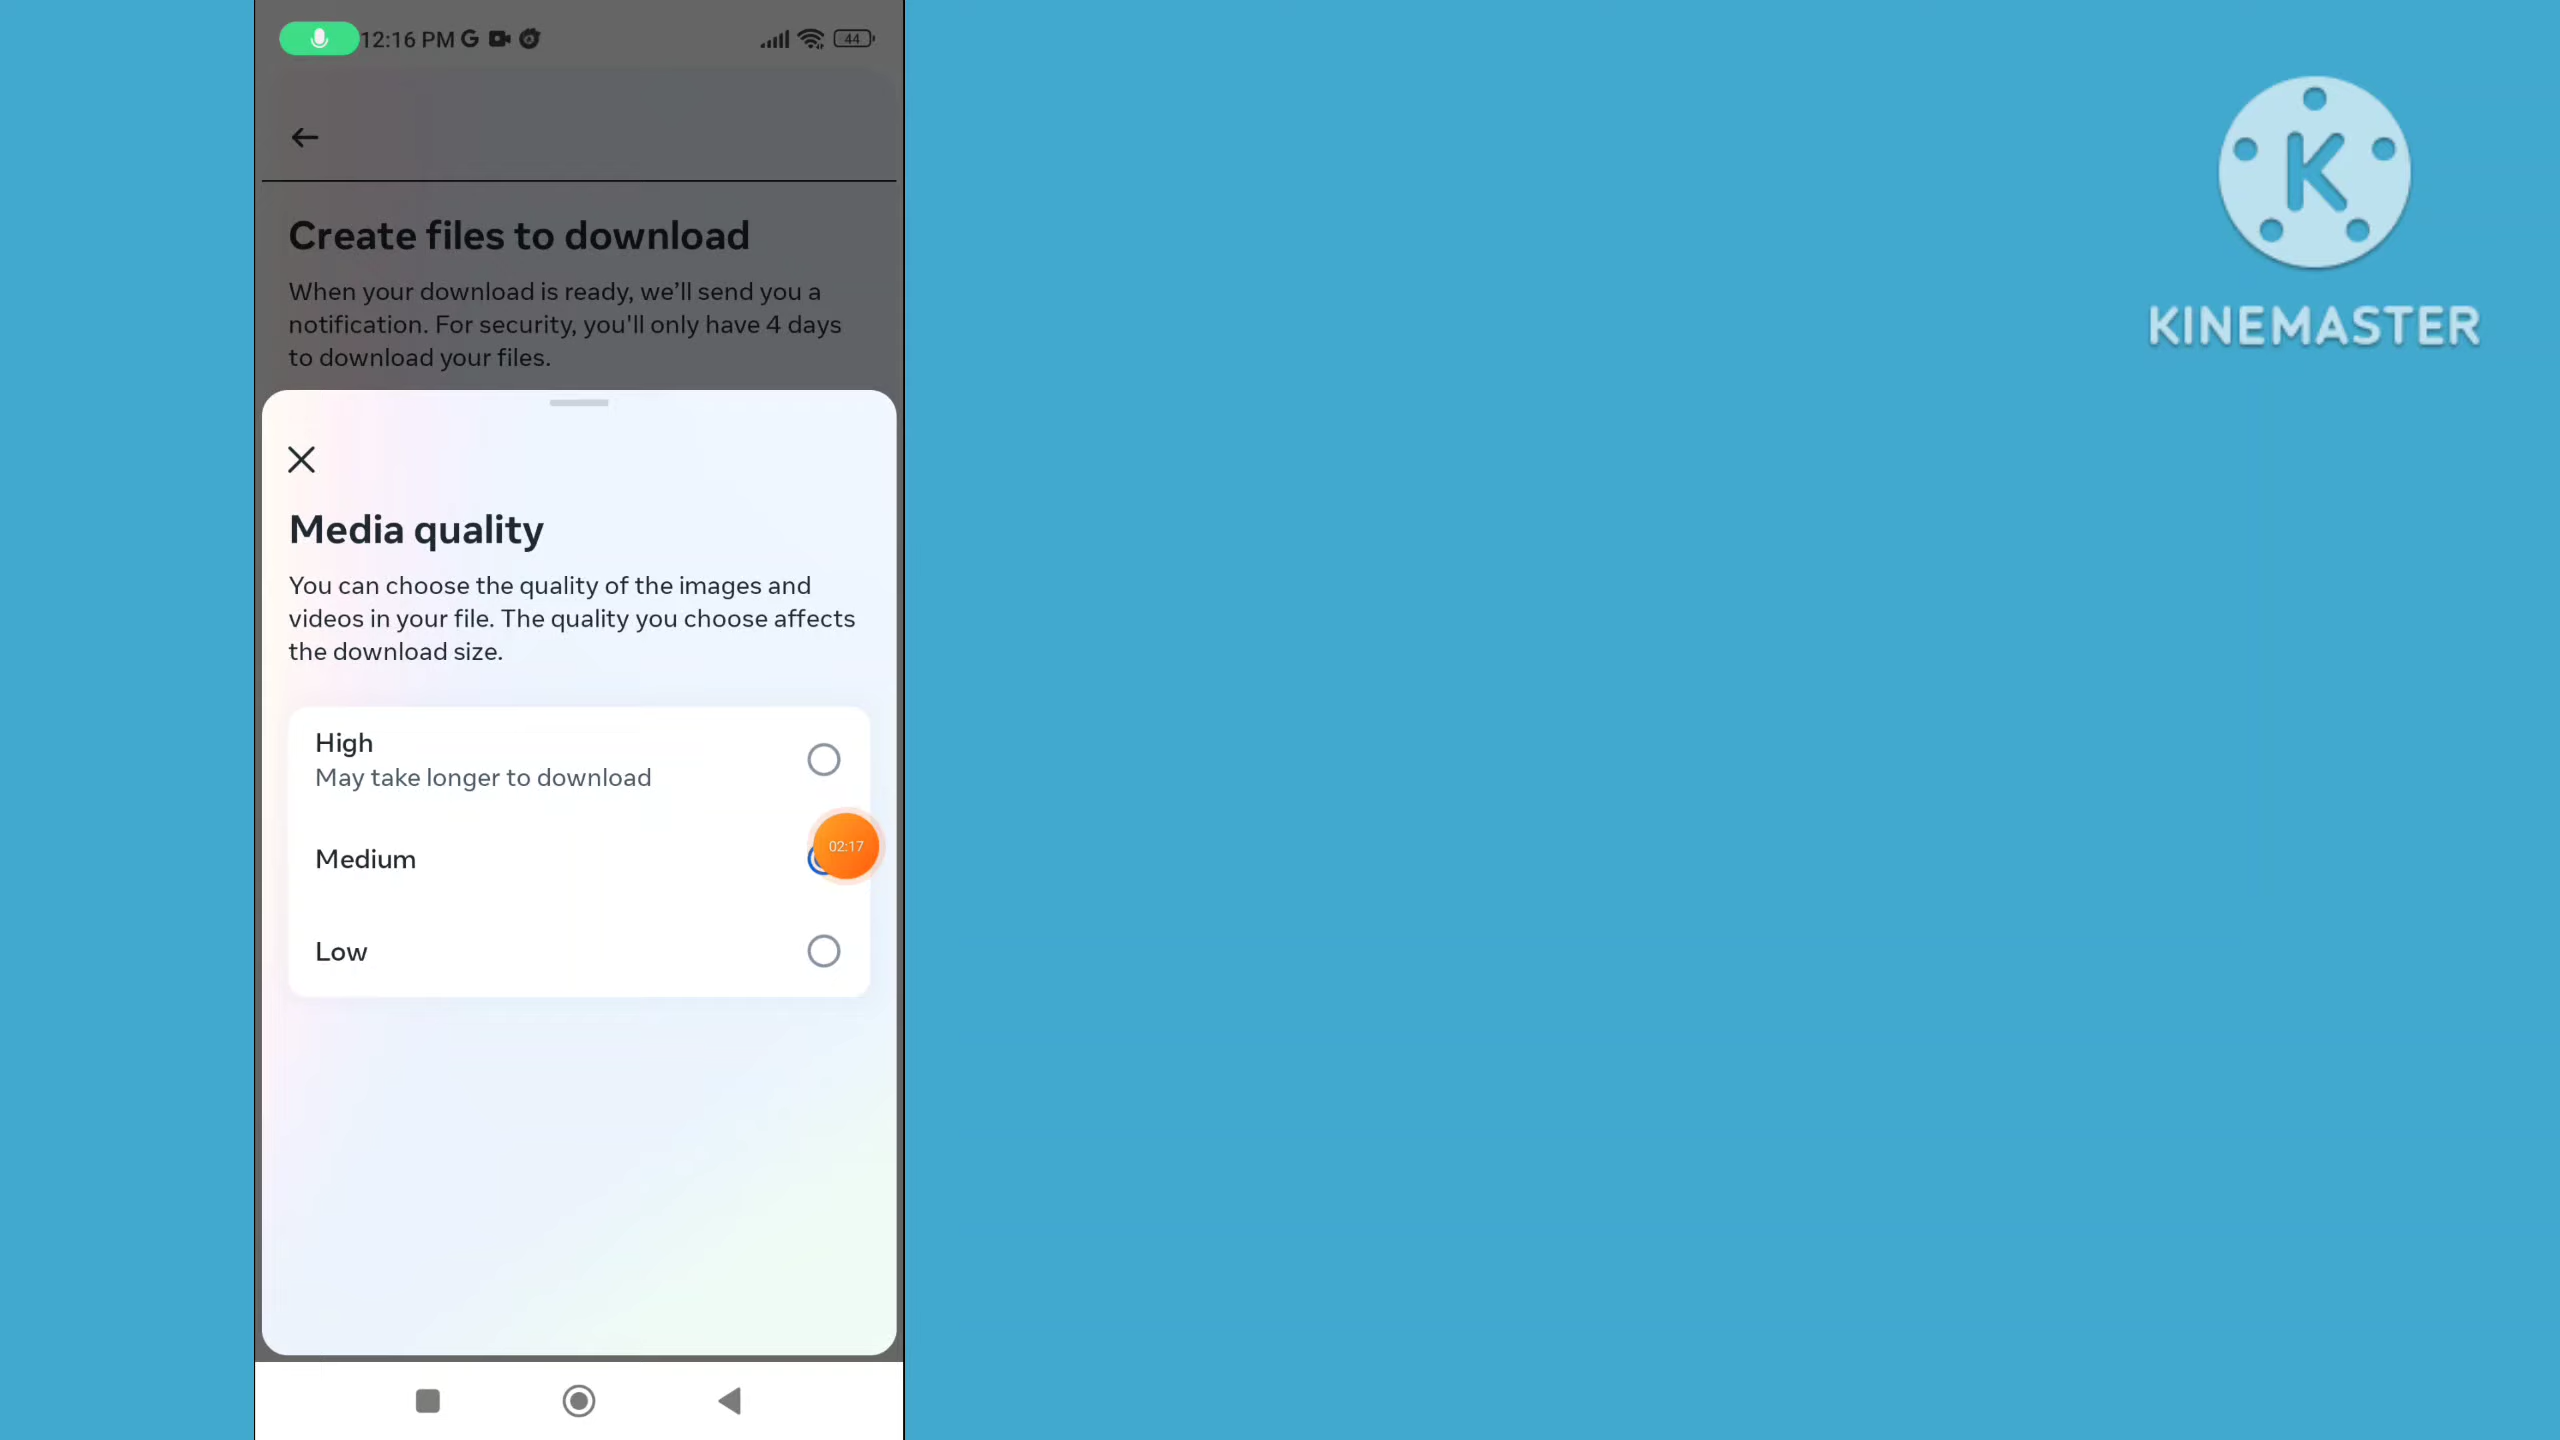 12:16 PM G
44
K
KINEMASTER
Create files to download
When your download is ready, we’ll send you a
notification. For security, you'll only have 4 days
to download your files.
Media quality
You can choose the quality of the images and
videos in your file. The quality you choose affects
the download size.
High
May take longer to download
02:17
Medium
Low